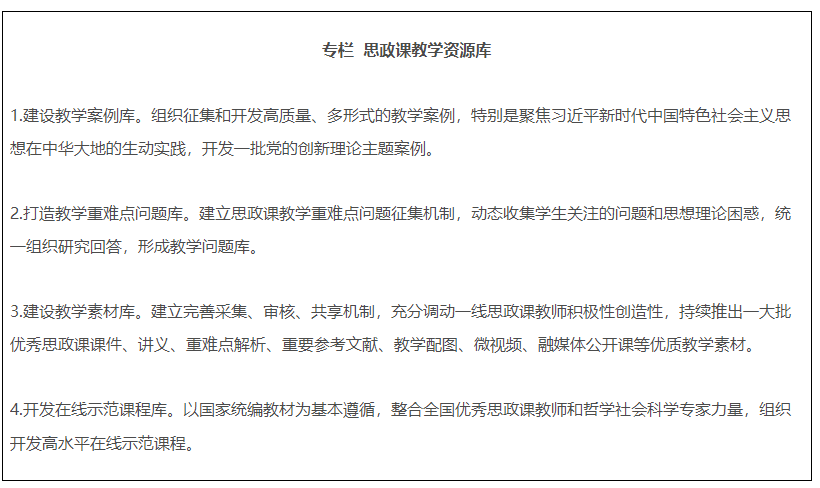 专栏 思政课教学资源库
1.建设教学案例库。组织征集和开发高质量、多形式的教学案例，特别是聚焦习近平新时代中国特色社会主义思
想在中华大地的生动实践，开发一批党的创新理论主题案例。
2.打造教学重难点问题库。建立思政课教学重难点问题征集机制，动态收集学生关注的问题和思想理论困惑，统
一组织研究回答，形成教学问题库。
3.建设教学素材库。建立完善采集、审核、共享机制，充分调动一线思政课教师积极性创造性，持续推出一大批
优秀思政课课件、讲义、重难点解析、重要参考文献、教学配图、微视频、融媒体公开课等优质教学素材。
4.开发在线示范课程库。以国家统编教材为基本遵循，整合全国优秀思政课教师和哲学社会科学专家力量，组织
开发高水平在线示范课程。